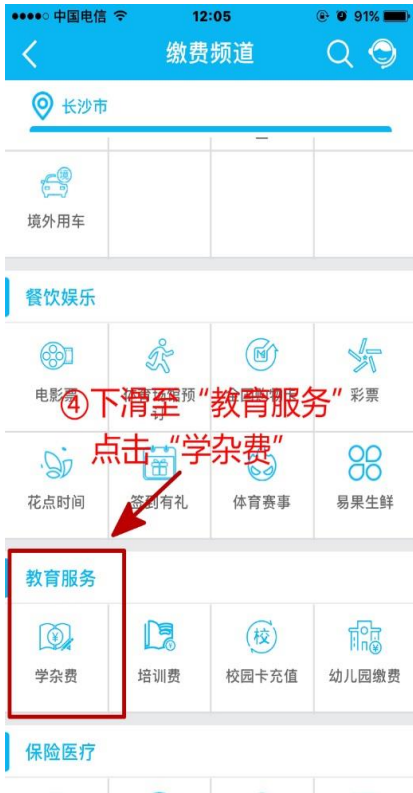 中国电信 12:05 91%
缴费频道
长沙市
境外用车
餐饮娱乐
电影票 彩票
④下滑至“教育服务”
点击“学杂费”
花点时间 签到有礼 体育赛事 易果生鲜
教育服务
学杂费 培训费 校园卡充值 幼儿园缴费
保险医疗